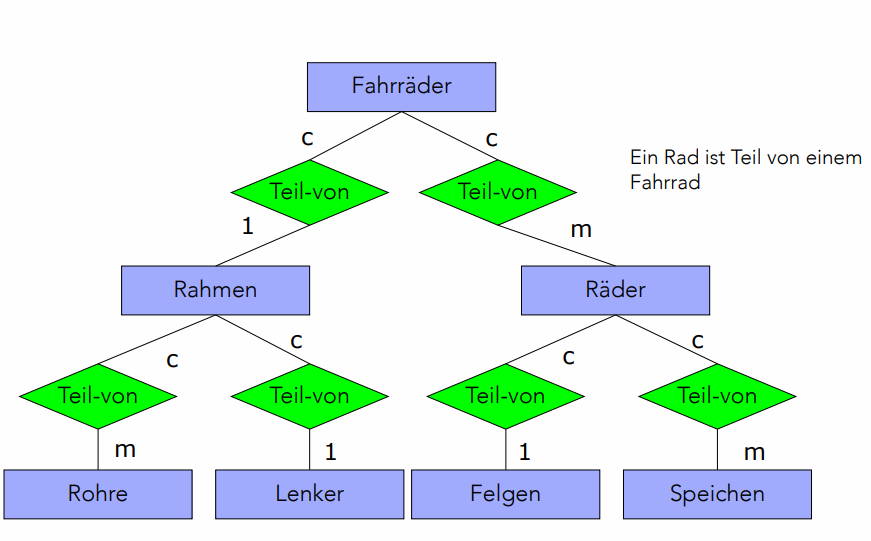 Fahrräder
c
c
Ein Rad ist Teil von einem
Fahrrad
Teil-von
Teil-von
1
m
Rahmen
Räder
c
c
c
c
Teil-von
Teil-von
Teil-von
Teil-von
m
1
1
m
Rohre
Lenker
Felgen
Speichen